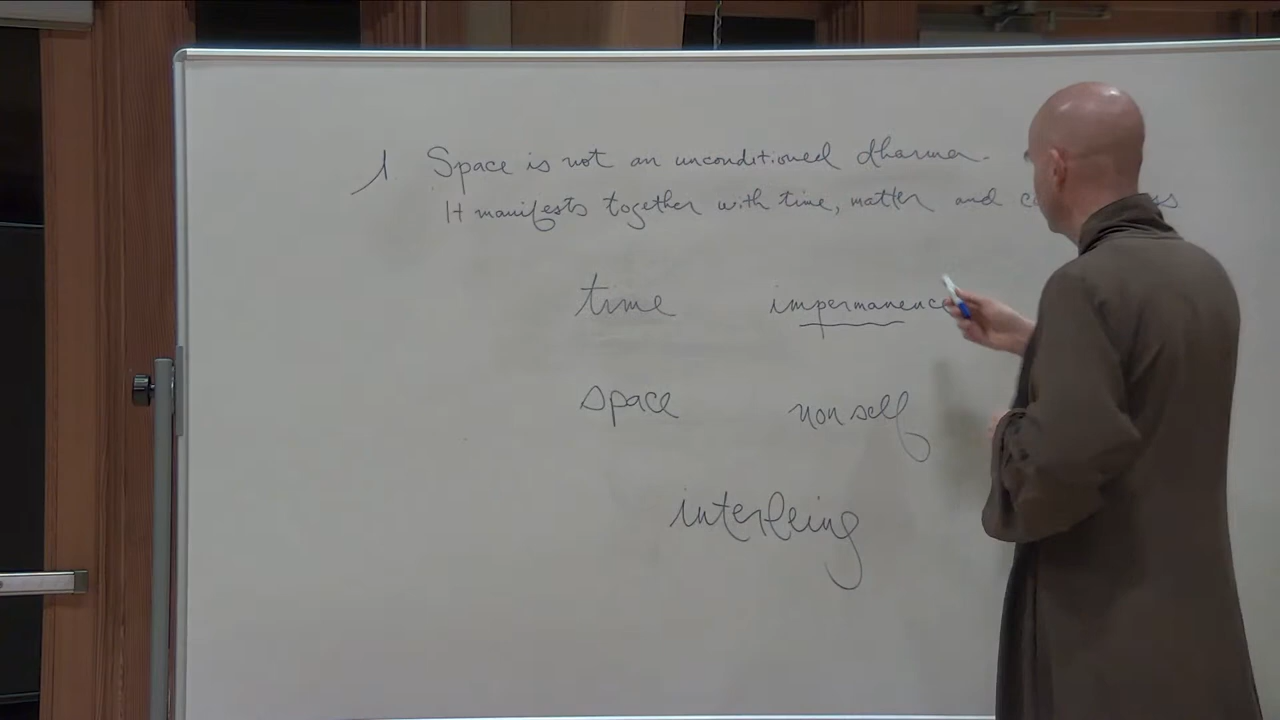 1 Space is not an unconditioned dharma.
It manifests together with time, matter and
time impermanence
space non self
interbeing